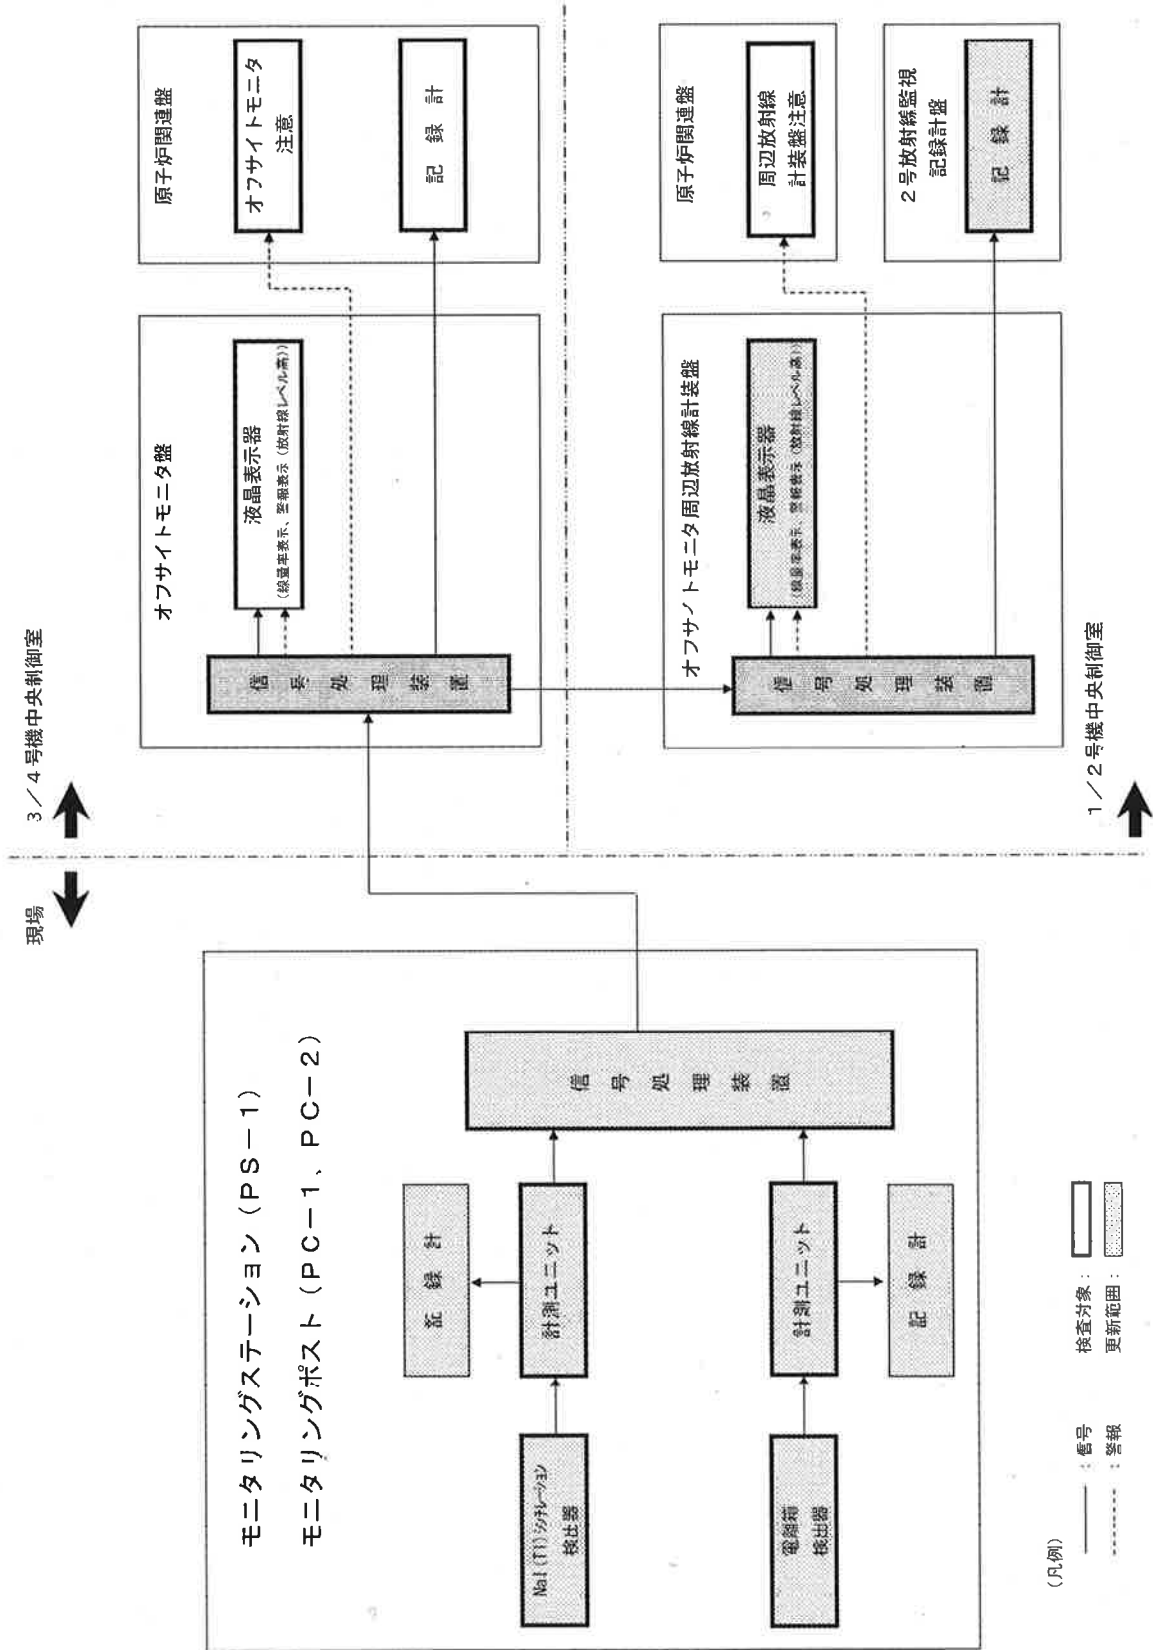 現場
3／4号機中央制御室
モニタリングステーション（PS－1）
モニタリングポスト（PC－1、PC－2）
記録計
NaI(Tl)シンチレーション
検出器
計測ユニット
信号処理装置
電離箱
検出器
計測ユニット
記録計
オフサイトモニタ盤
信号処理装置
液晶表示器
（線量率表示、警報表示（放射線レベル高））
原子炉関連盤
オフサイトモニタ
注意
記録計
オフサイトモニタ周辺放射線計装盤
信号処理装置
液晶表示器
（線量率表示、警報表示（放射線レベル高））
原子炉関連盤
周辺放射線
計装盤注意
2号放射線監視
記録計盤
記録計
1／2号機中央制御室
（凡例）
：信号
検査対象：
：警報
更新範囲：